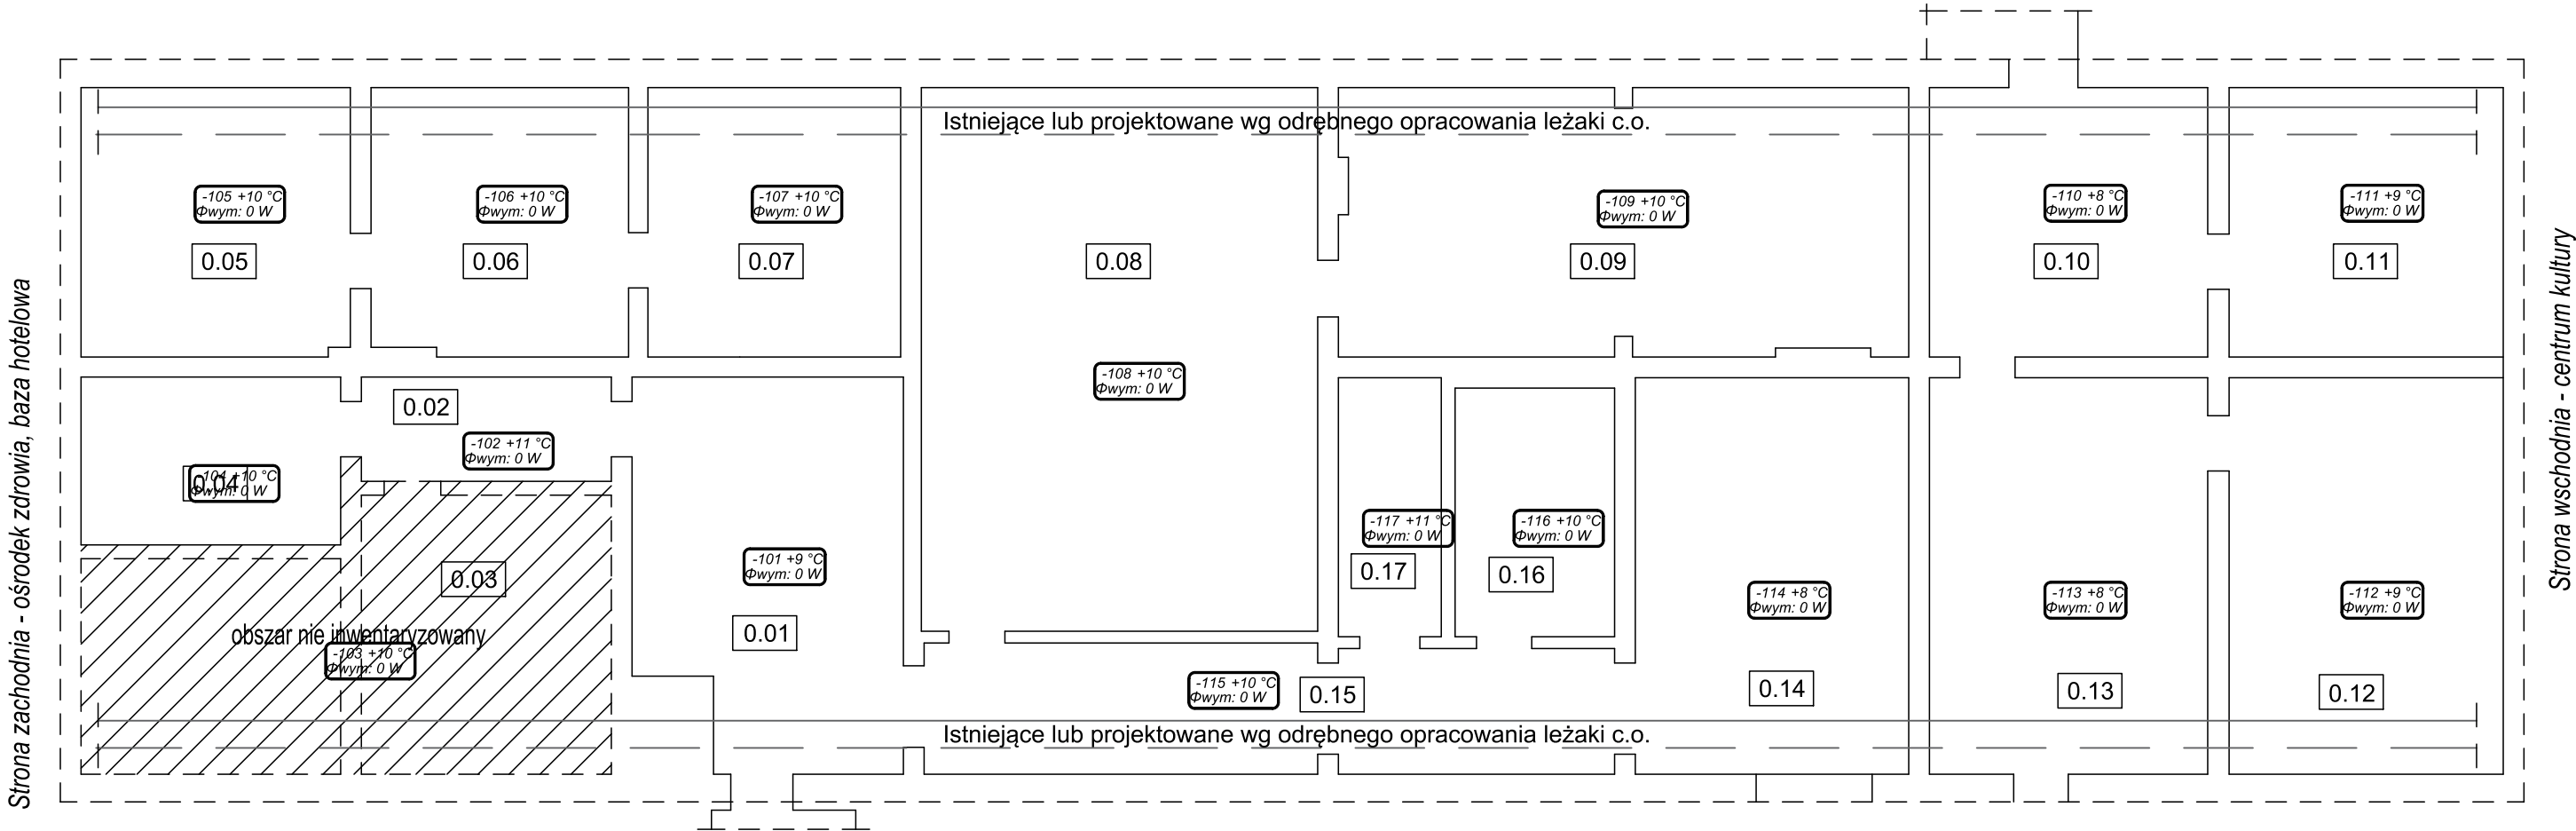 Istniejące lub projektowane wg odrębnego opracowania leżaki c.o.
-105 +10 °C
Φwym: 0 W
-106 +10 °C
Φwym: 0 W
-107 +10 °C
Φwym: 0 W
-109 +10 °C
Φwym: 0 W
-110 +8 °C
Φwym: 0 W
-111 +9 °C
Φwym: 0 W
0.05
0.06
0.07
0.08
0.09
0.10
0.11
Strona zachodnia - ośrodek zdrowia, baza hotelowa
Strona wschodnia - centrum kultury
-108 +10 °C
Φwym: 0 W
0.02
-102 +11 °C
Φwym: 0 W
-104 +10 °C
Φwym: 0 W
0.04
-117 +11 °C
Φwym: 0 W
-116 +10 °C
Φwym: 0 W
-101 +9 °C
Φwym: 0 W
0.03
0.17
0.16
-114 +8 °C
Φwym: 0 W
-113 +8 °C
Φwym: 0 W
-112 +9 °C
Φwym: 0 W
obszar nie inwentaryzowany
0.01
-103 +10 °C
Φwym: 0 W
-115 +10 °C
Φwym: 0 W
0.15
0.14
0.13
0.12
Istniejące lub projektowane wg odrębnego opracowania leżaki c.o.